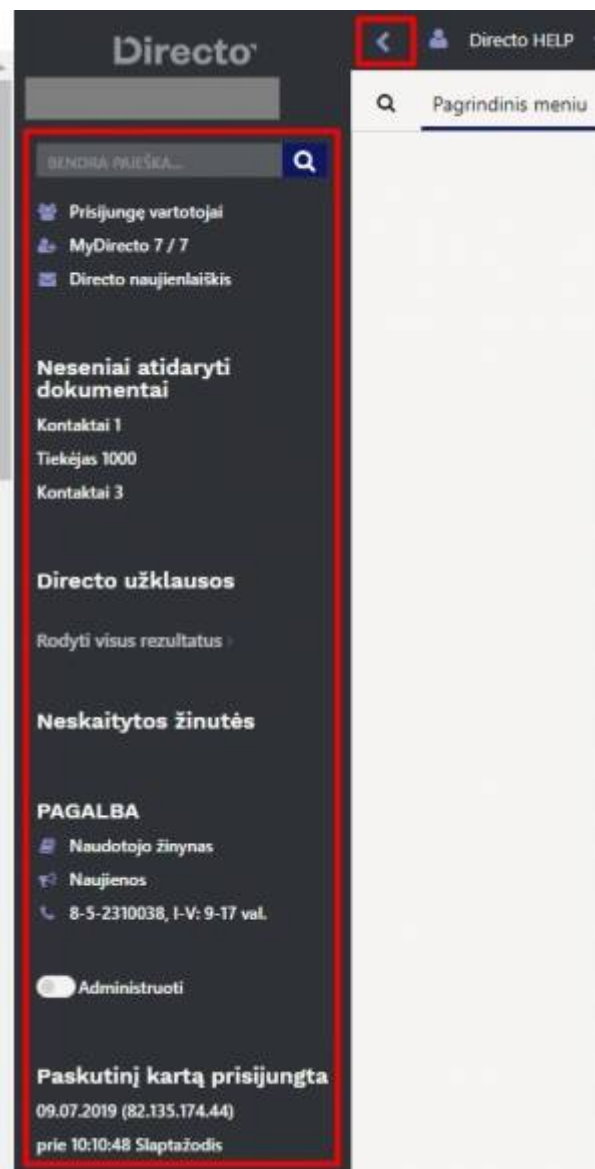 Directo
Directo HELP
Pagrindinis meniu
BENDRA PAIEŠKA...
Prisijungę vartotojai
MyDirecto 7 / 7
Directo naujienlaiškis
Neseniai atidaryti
dokumentai
Kontaktai 1
Tiekėjas 1000
Kontaktai 3
Directo užklausos
Rodyti visus rezultatus ›
Neskaitytos žinutės
PAGALBA
Naudotojo žinynas
Naujienos
8-5-2310038, I-V: 9-17 val.
Administruoti
Paskutinį kartą prisijungta
09.07.2019 (82.135.174.44)
prie 10:10:48 Slaptažodis